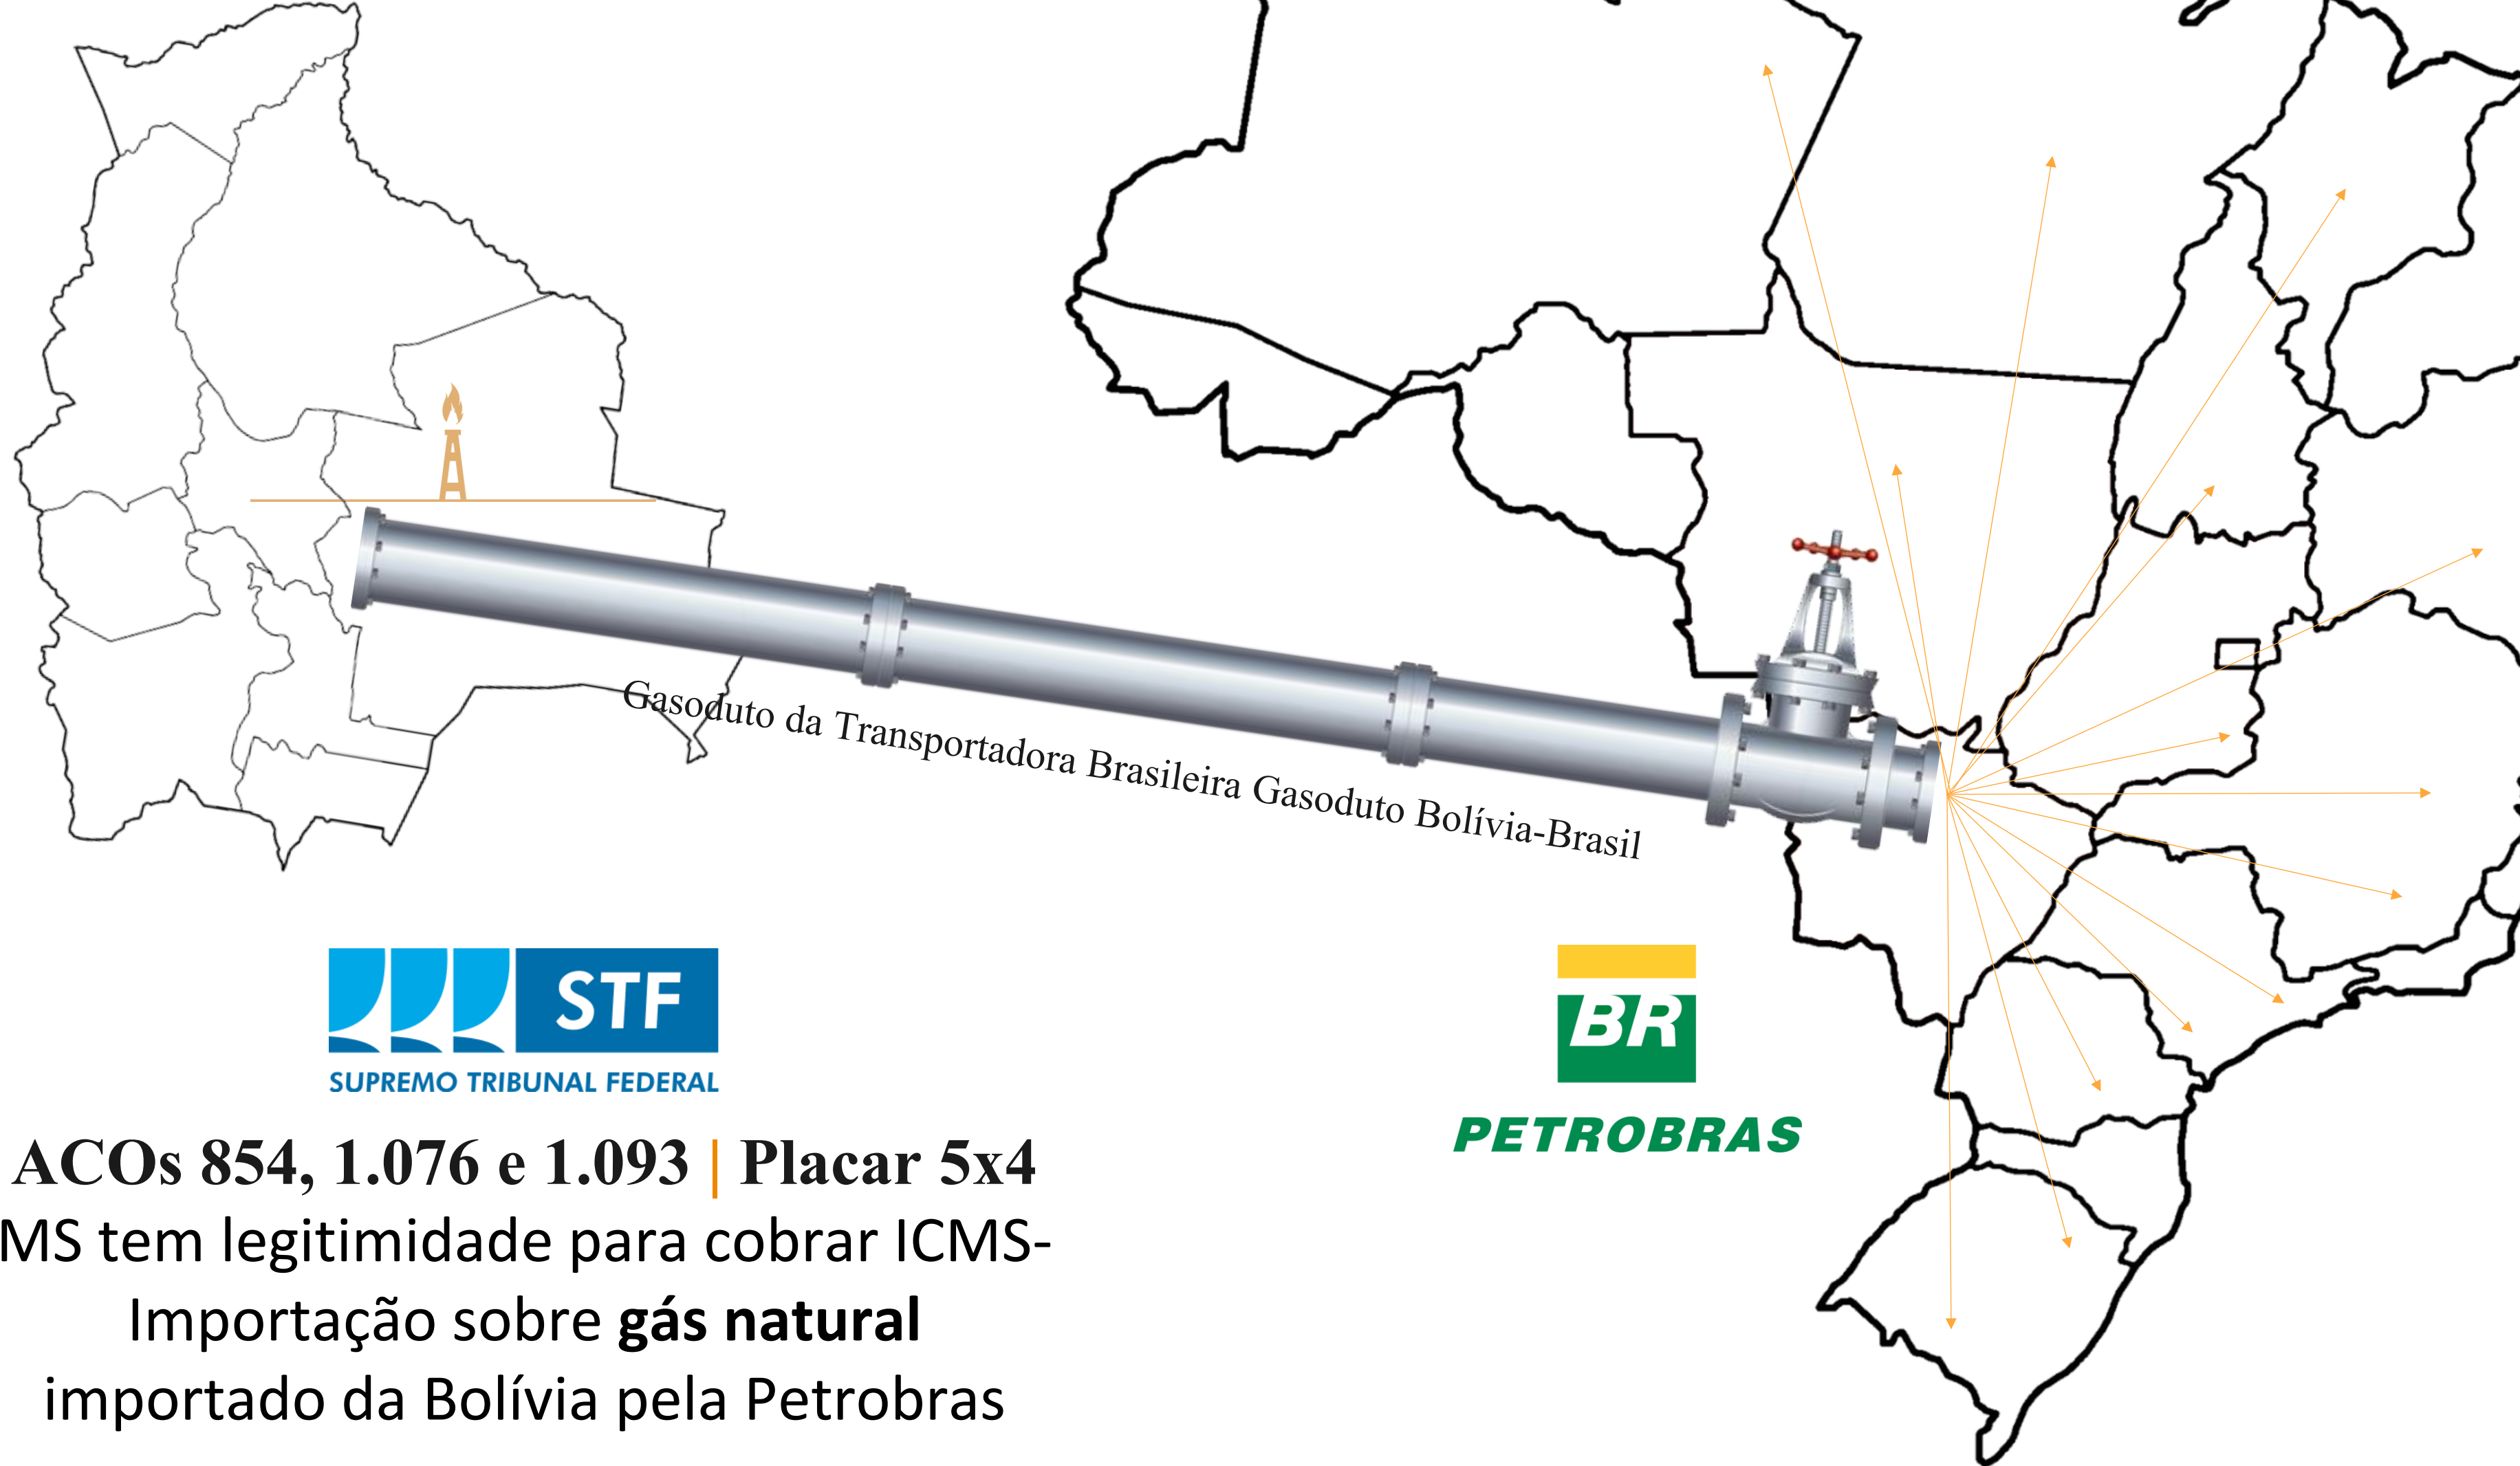 Gasoduto da Transportadora Brasileira Gasoduto Bolívia-Brasil
STF
SUPREMO TRIBUNAL FEDERAL
BR
PETROBRAS
ACOs 854, 1.076 e 1.093 | Placar 5x4
MS tem legitimidade para cobrar ICMS-
Importação sobre gás natural
importado da Bolívia pela Petrobras